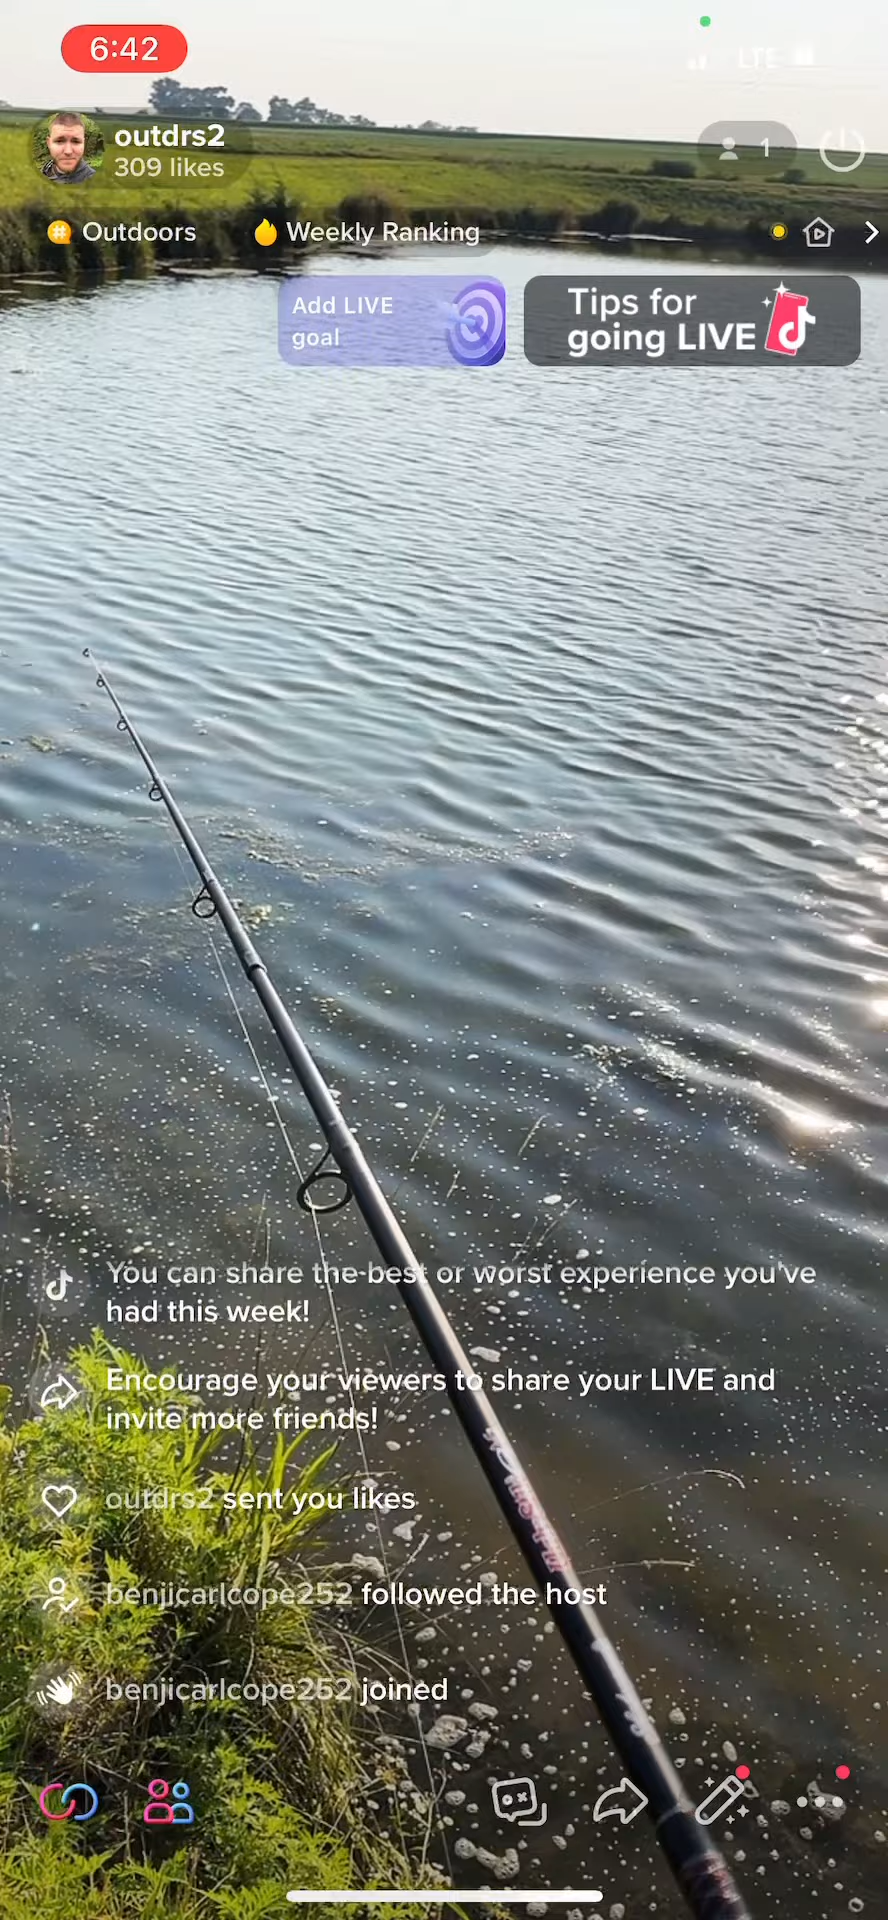 6:42
LTE
outdrs2
309 likes
1
Outdoors
Weekly Ranking
Add LIVE
goal
Tips for
going LIVE
You can share the best or worst experience you've
had this week!
Encourage your viewers to share your LIVE and
invite more friends!
outdrs2 sent you likes
benjicarlcope252 followed the host
benjicarlcope252 joined